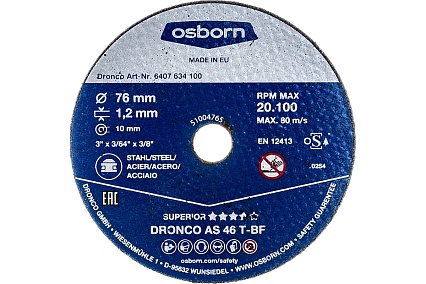 osborn
MADE IN EU
Dronco Art-Nr. 6407 634 100
76 mm
1,2 mm
10 mm
3" x 3/64" x 3/8"
STAHL/STEEL/
ACIER/ACERO/
ACCIAIO
51004765
RPM MAX
20.100
MAX. 80 m/s
EN 12413
oSa
.0254
EAC
SUPERIOR
DRONCO AS 46 T-BF
osborn.com/safety
DRONCO GMBH • WIESENMÜHLE 1 • D-95632 WUNSIEDEL • OSBORN - SAFETY GUARANTEE